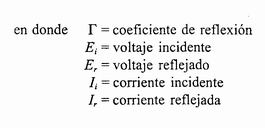 en donde Γ = coeficiente de reflexión
E_i = voltaje incidente
E_r = voltaje reflejado
I_i = corriente incidente
I_r = corriente reflejada